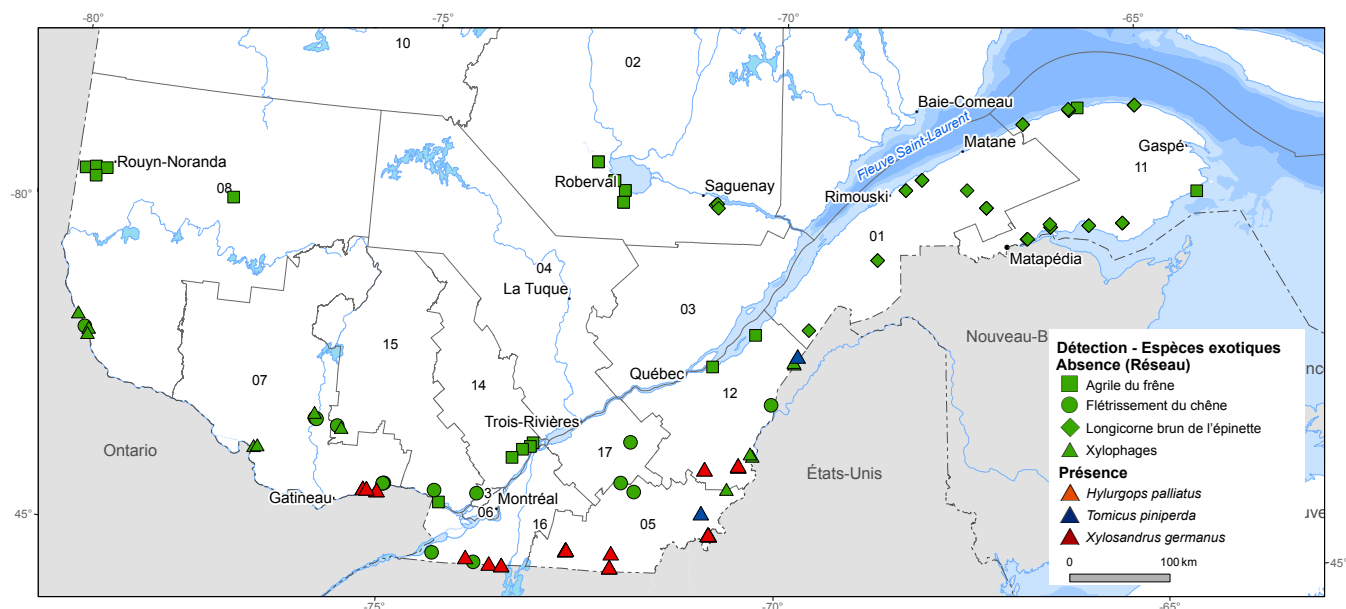 -80°
-75°
-70°
-65°
10
02
Baie-Comeau
Fleuve Saint-Laurent
Matane
Gaspé
11
Rouyn-Noranda
08
Roberval
Saguenay
-80°
Rimouski
01
Matapédia
04
La Tuque
03
15
07
14
Québec
12
Nouveau-B
Trois-Rivières
17
Ontario
États-Unis
Gatineau
3
Montréal
06
16
05
45°
-45°
45°
-75°
-70°
-65°
Détection - Espèces exotiques
Absence (Réseau)
Agrile du frêne
Flétrissement du chêne
Longicorne brun de l'épinette
Xylophages
Présence
Hylurgops palliatus
Tomicus piniperda
Xylosandrus germanus
0 100 km